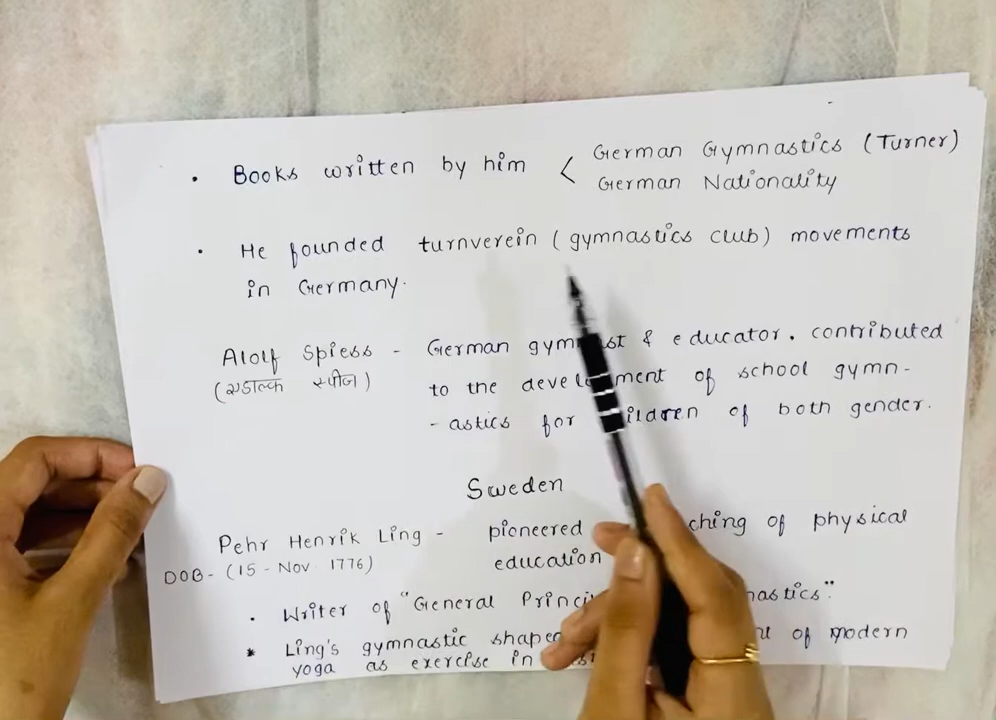 • Books written by him < German Gymnastics (Turner)
German Nationality
• He founded turnverein (gymnastics club) movements
in Germany.
Alolf Spiess - German gym st & educator. contributed
(अडोल्फ स्पीज) to the deve ment of school gymn-
- astics for ildren of both gender.
Sweden
Pehr Henrik Ling - pioneered ching of physical
DOB- (15 - Nov 1776) education
• Writer of "General Princi nastics".
* Ling's gymnastic shape of modern
yoga as exercise in